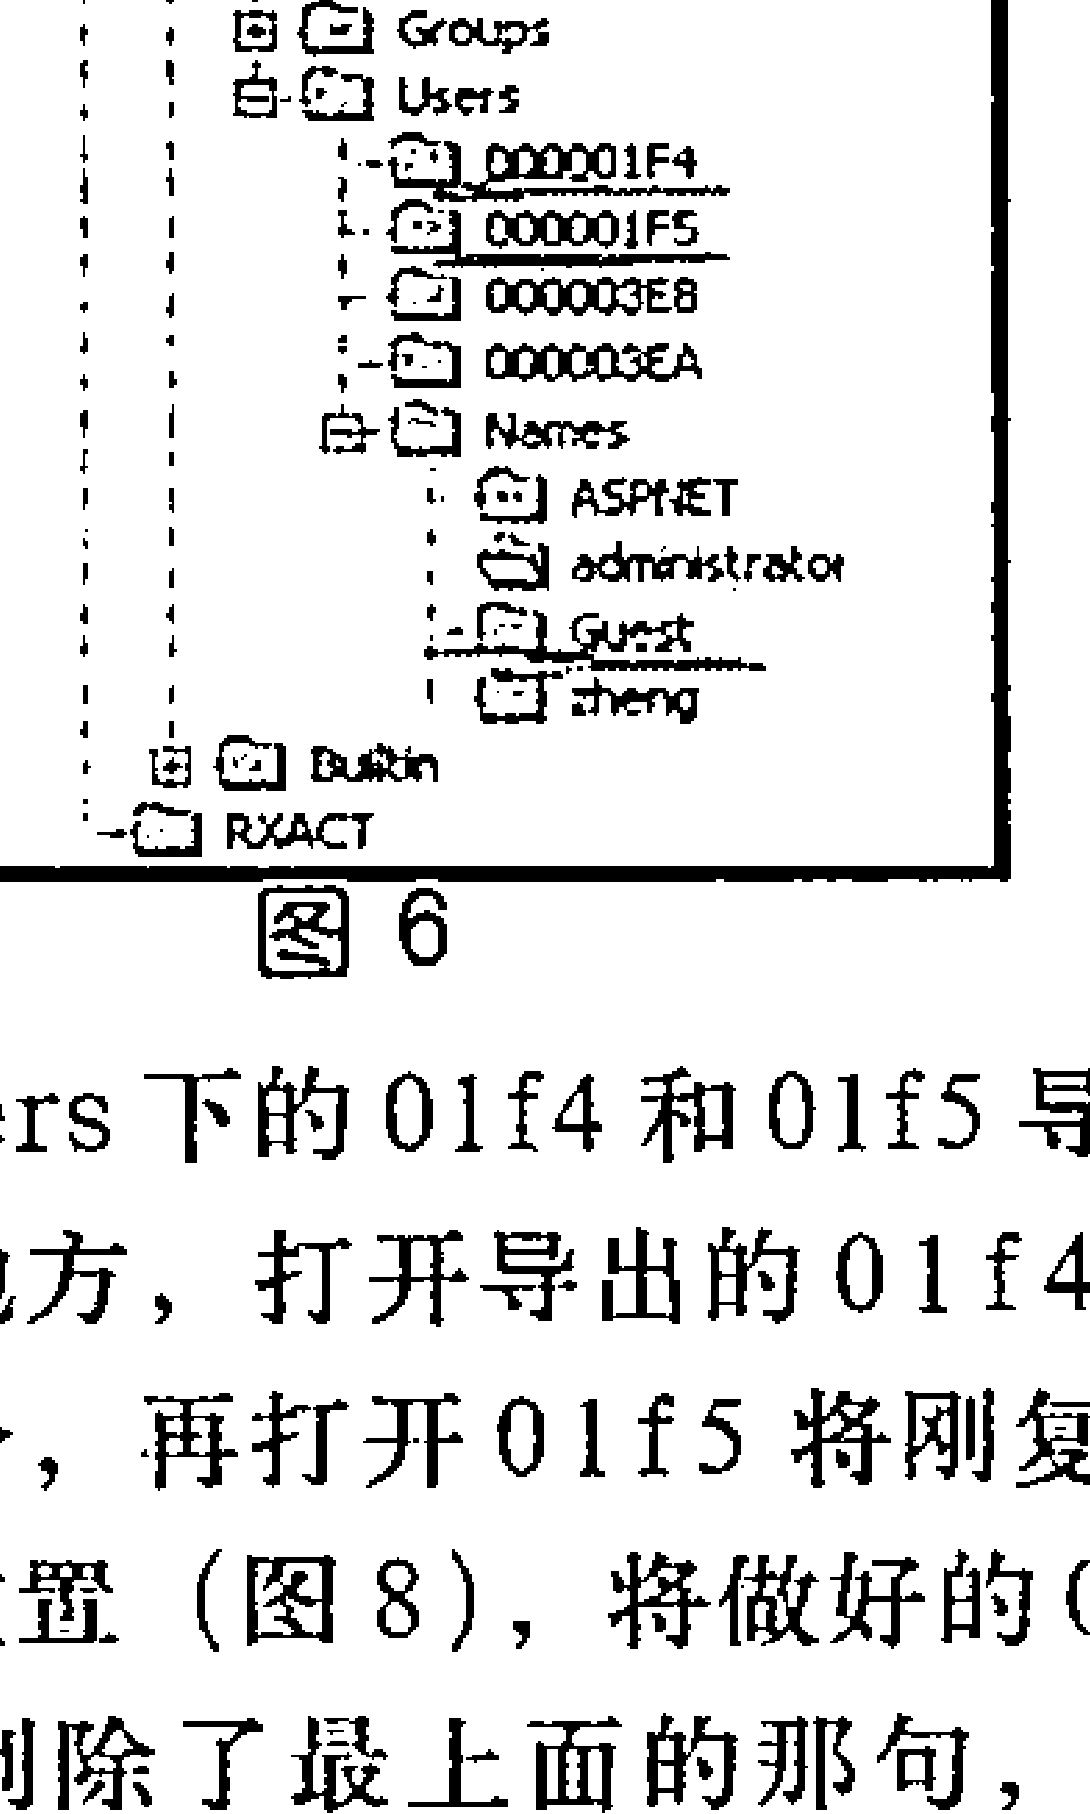 Groups
Users
000001F4
000001F5
000003E8
000003EA
Names
ASPNET
administrator
Guest
zheng
Builtin
RXACT
图 6
ers 下的 01f4 和 01f5 导
方，打开导出的 01f4
，再打开 01f5 将刚复
置（图 8），将做好的
除了最上面的那句，